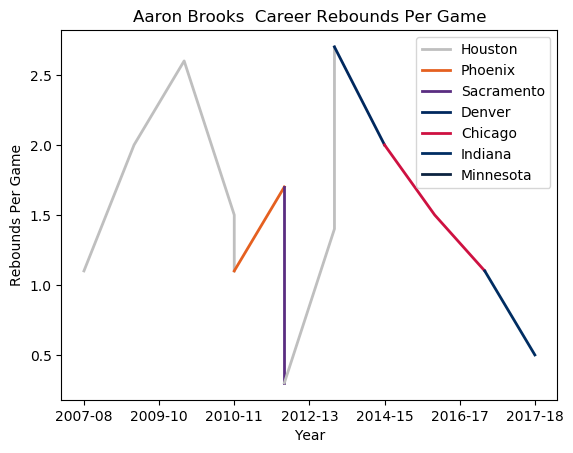 Aaron Brooks  Career Rebounds Per Game
Houston
Phoenix
Sacramento
Denver
Chicago
Indiana
Minnesota
Rebounds Per Game
2.5
2.0
1.5
1.0
0.5
2007-08 2009-10 2010-11 2012-13 2014-15 2016-17 2017-18
Year